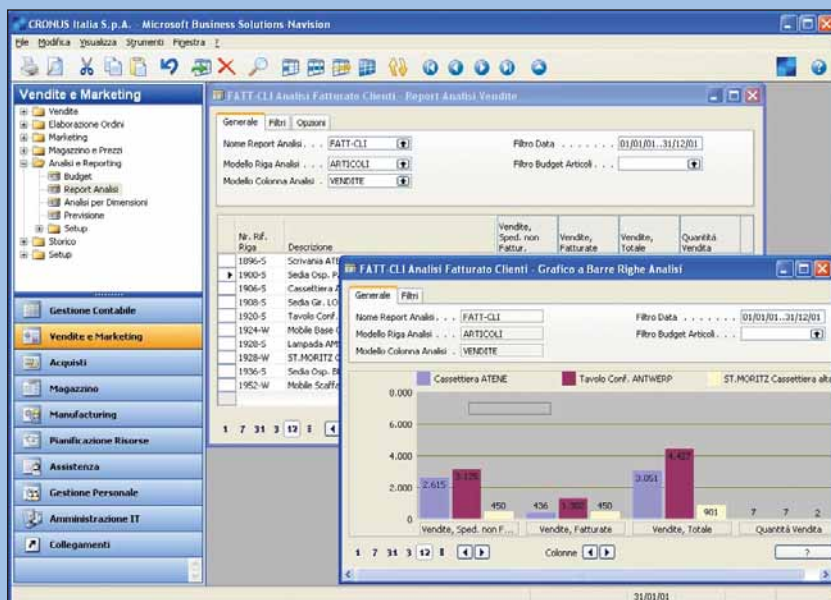 CRONUS Italia S.p.A. - Microsoft Business Solutions-Navision
File Modifica Visualizza Strumenti Finestra ?
Vendite e Marketing
Vendite
Elaborazione Ordini
Marketing
Magazzino e Prezzi
Analisi e Reporting
Budget
Report Analisi
Analisi per Dimensioni
Previsione
Setup
Storico
Setup
Gestione Contabile
Vendite e Marketing
Acquisti
Magazzino
Manufacturing
Pianificazione Risorse
Assistenza
Gestione Personale
Amministrazione IT
Collegamenti
FATT-CLI Analisi Fatturato Clienti - Report Analisi Vendite
Generale Filtri Opzioni
Nome Report Analisi . . . FATT-CLI
Filtro Data . . . . . . . 01/01/01..31/12/01
Modello Riga Analisi . . . ARTICOLI
Filtro Budget Articoli . . .
Modello Colonna Analisi . VENDITE
Nr. Rif. Riga Descrizione Vendite, Sped. non Fattur. Vendite, Fatturate Vendite, Totale Quantità Vendita
1896-S Scrivania ATE
1900-S Sedia Osp. P
1906-S Cassettiera A
1908-S Sedia Gir. LO
1920-S Tavolo Conf.
1924-W Mobile Base
1928-S Lampada AMS
1928-W ST.MORITZ
1936-S Sedia Osp. B
1952-W Mobile Scaffa
1 7 31 3 12
FATT-CLI Analisi Fatturato Clienti - Grafico a Barre Righe Analisi
Generale Filtri
Nome Report Analisi . . . FATT-CLI
Filtro Data . . . . . . . 01/01/01..31/12/01
Modello Riga Analisi . . . ARTICOLI
Filtro Budget Articoli . . .
Modello Colonna Analisi . VENDITE
Cassettiera ATENE Tavolo Conf. ANTWERP ST.MORITZ Cassettiera alta
8.000
6.000
4.000
2.000
0
2.615 450
436 450
3.051 4.427 901
7 7 2
Vendite, Sped. non F... Vendite, Fatturate Vendite, Totale Quantità Vendita
1 7 31 3 12 Colonne ?
31/01/01